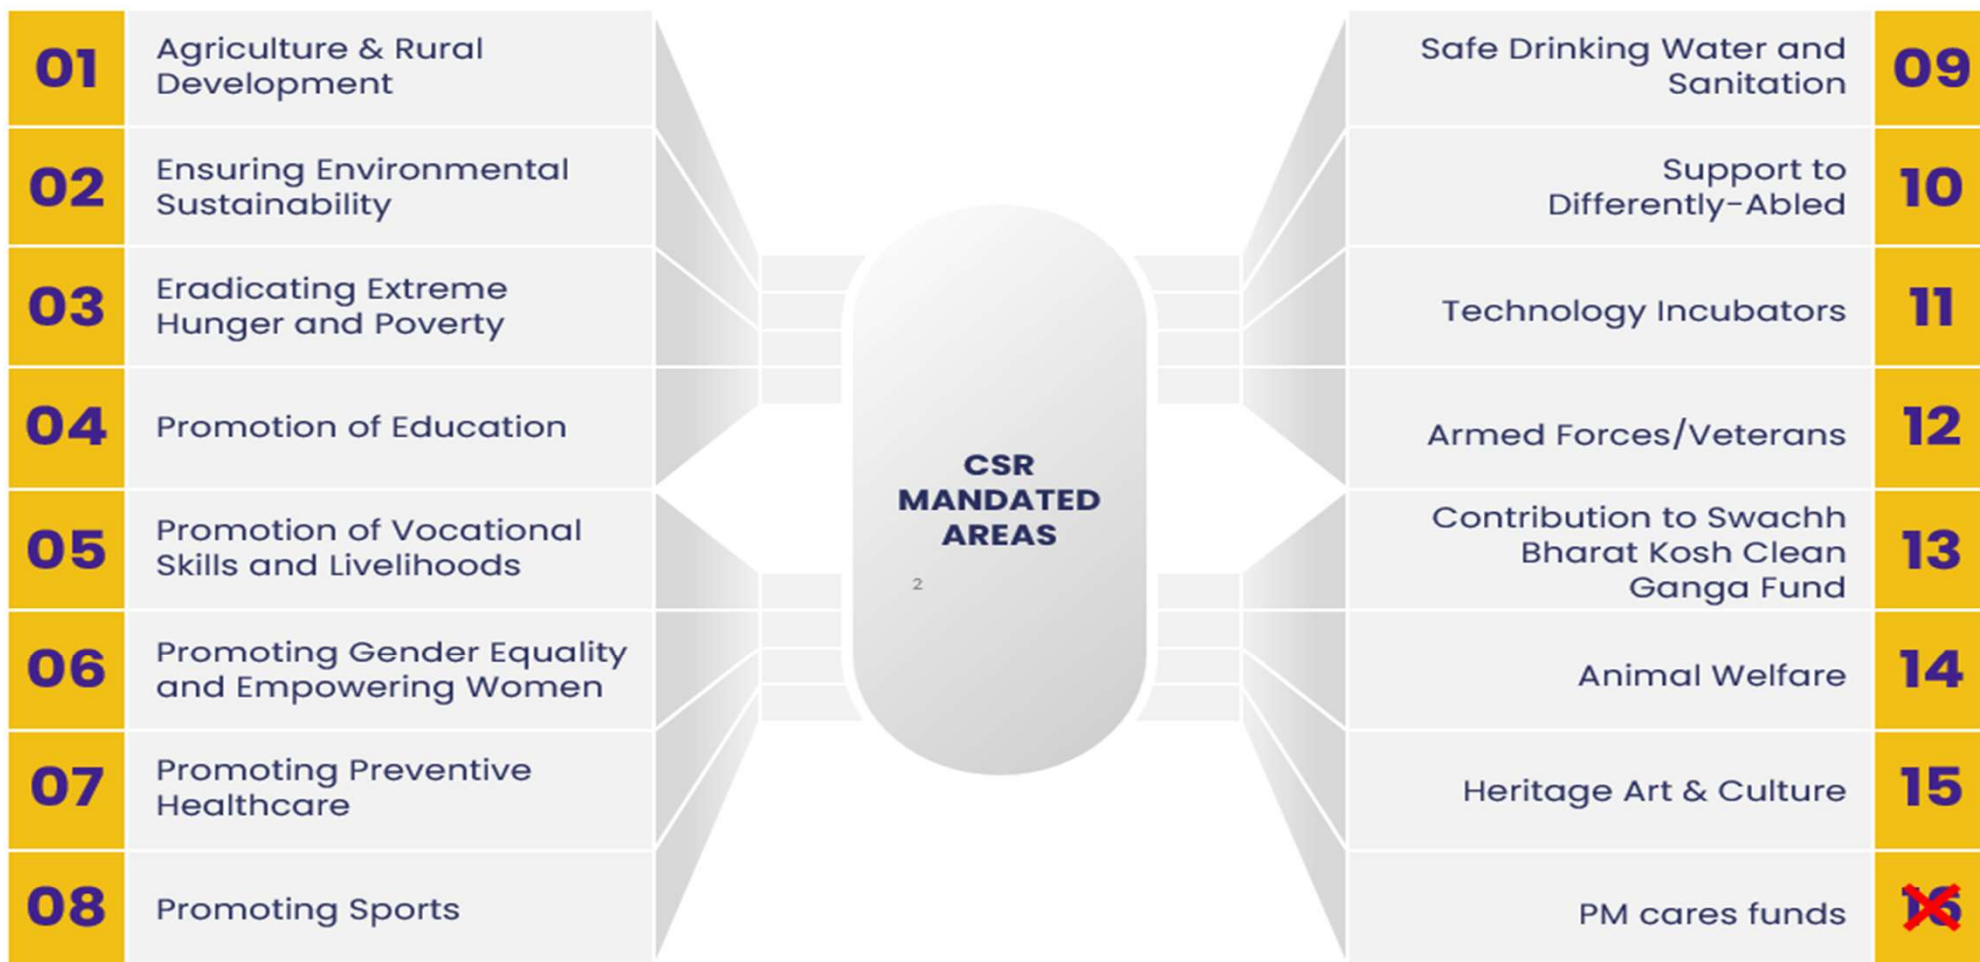 01
Agriculture & Rural
Development
02
Ensuring Environmental
Sustainability
03
Eradicating Extreme
Hunger and Poverty
04
Promotion of Education
05
Promotion of Vocational
Skills and Livelihoods
06
Promoting Gender Equality
and Empowering Women
07
Promoting Preventive
Healthcare
08
Promoting Sports
CSR
MANDATED
AREAS
2
Safe Drinking Water and
Sanitation
09
Support to
Differently-Abled
10
Technology Incubators
11
Armed Forces/Veterans
12
Contribution to Swachh
Bharat Kosh Clean
Ganga Fund
13
Animal Welfare
14
Heritage Art & Culture
15
PM cares funds
16